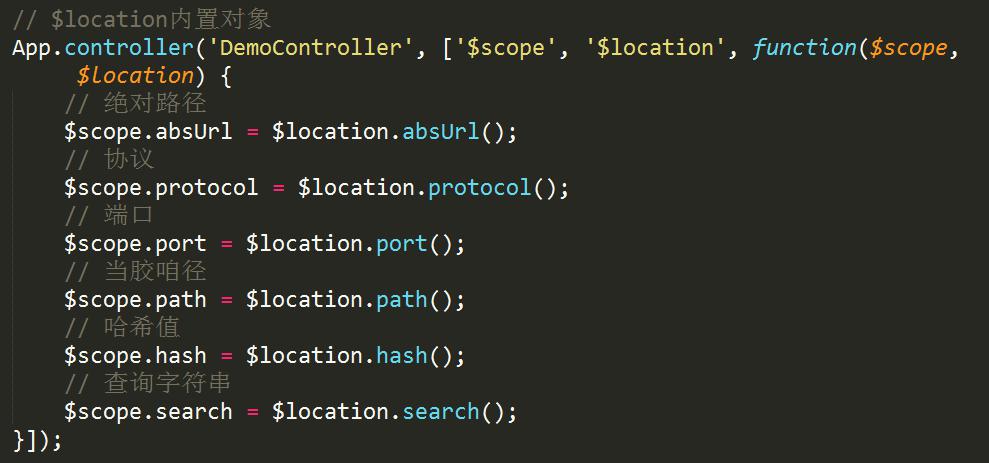 // $location内置对象
App.controller('DemoController', ['$scope', '$location', function($scope,
$location) {
// 绝对路径
$scope.absUrl = $location.absUrl();
// 协议
$scope.protocol = $location.protocol();
// 端口
$scope.port = $location.port();
// 当胶咱径
$scope.path = $location.path();
// 哈希值
$scope.hash = $location.hash();
// 查询字符串
$scope.search = $location.search();
}]);